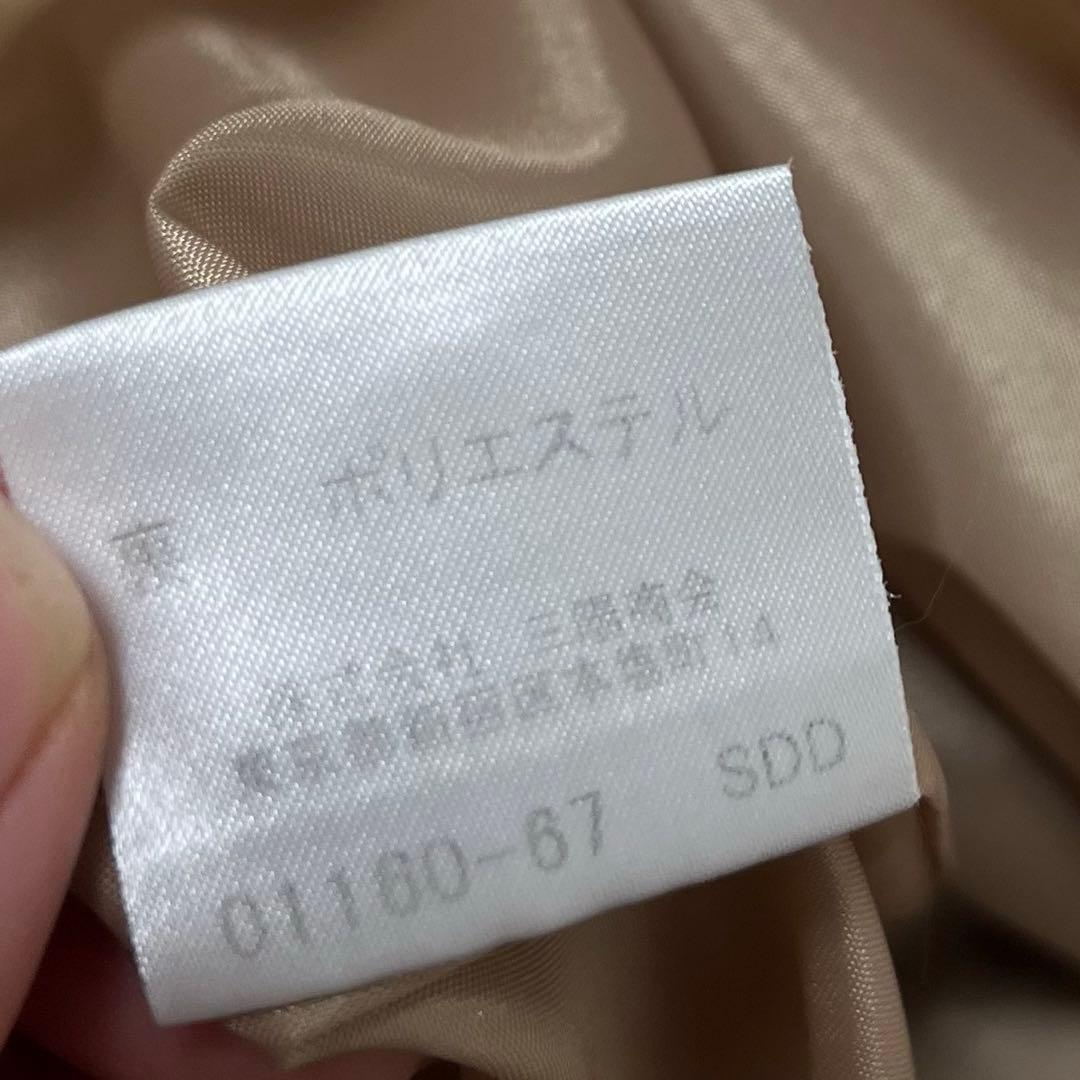 ポリエステル
株式会社 三陽商会
東京都新宿区本塩町14
01160-67 SDD